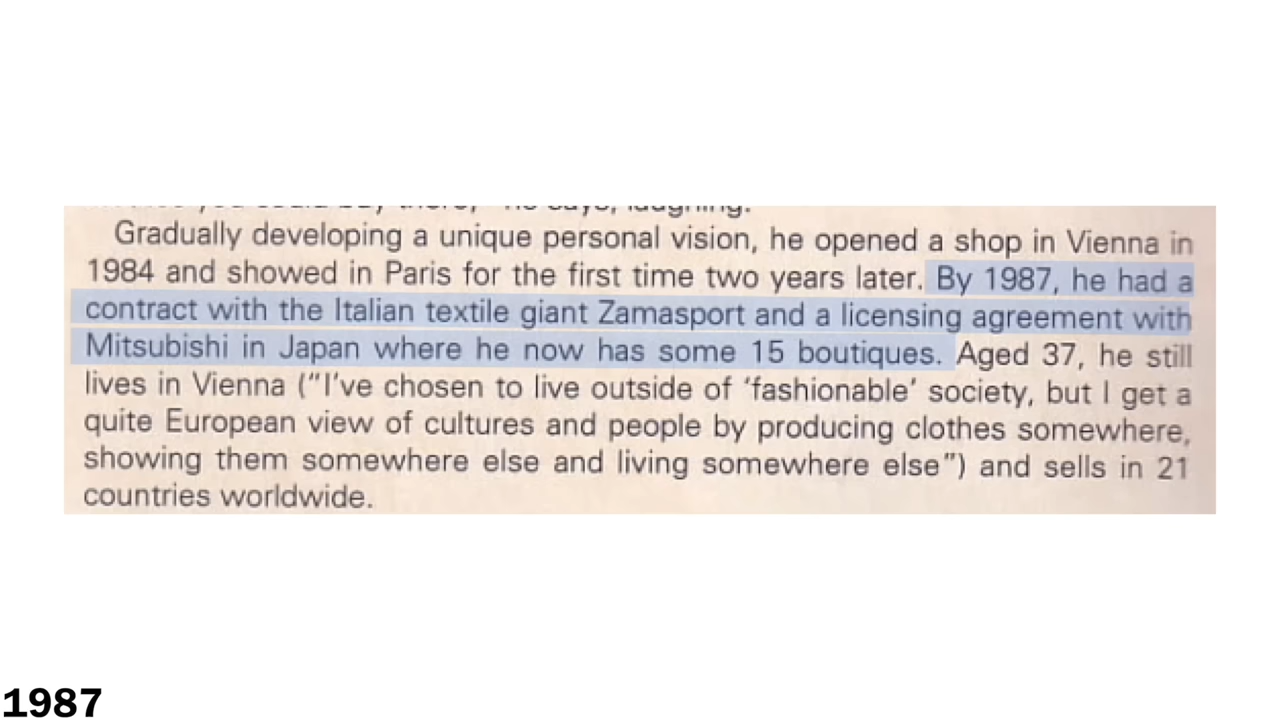 Gradually developing a unique personal vision, he opened a shop in Vienna in
1984 and showed in Paris for the first time two years later. By 1987, he had a
contract with the Italian textile giant Zamasport and a licensing agreement with
Mitsubishi in Japan where he now has some 15 boutiques. Aged 37, he still
lives in Vienna (“I’ve chosen to live outside of ‘fashionable’ society, but I get a
quite European view of cultures and people by producing clothes somewhere,
showing them somewhere else and living somewhere else”) and sells in 21
countries worldwide.
1987